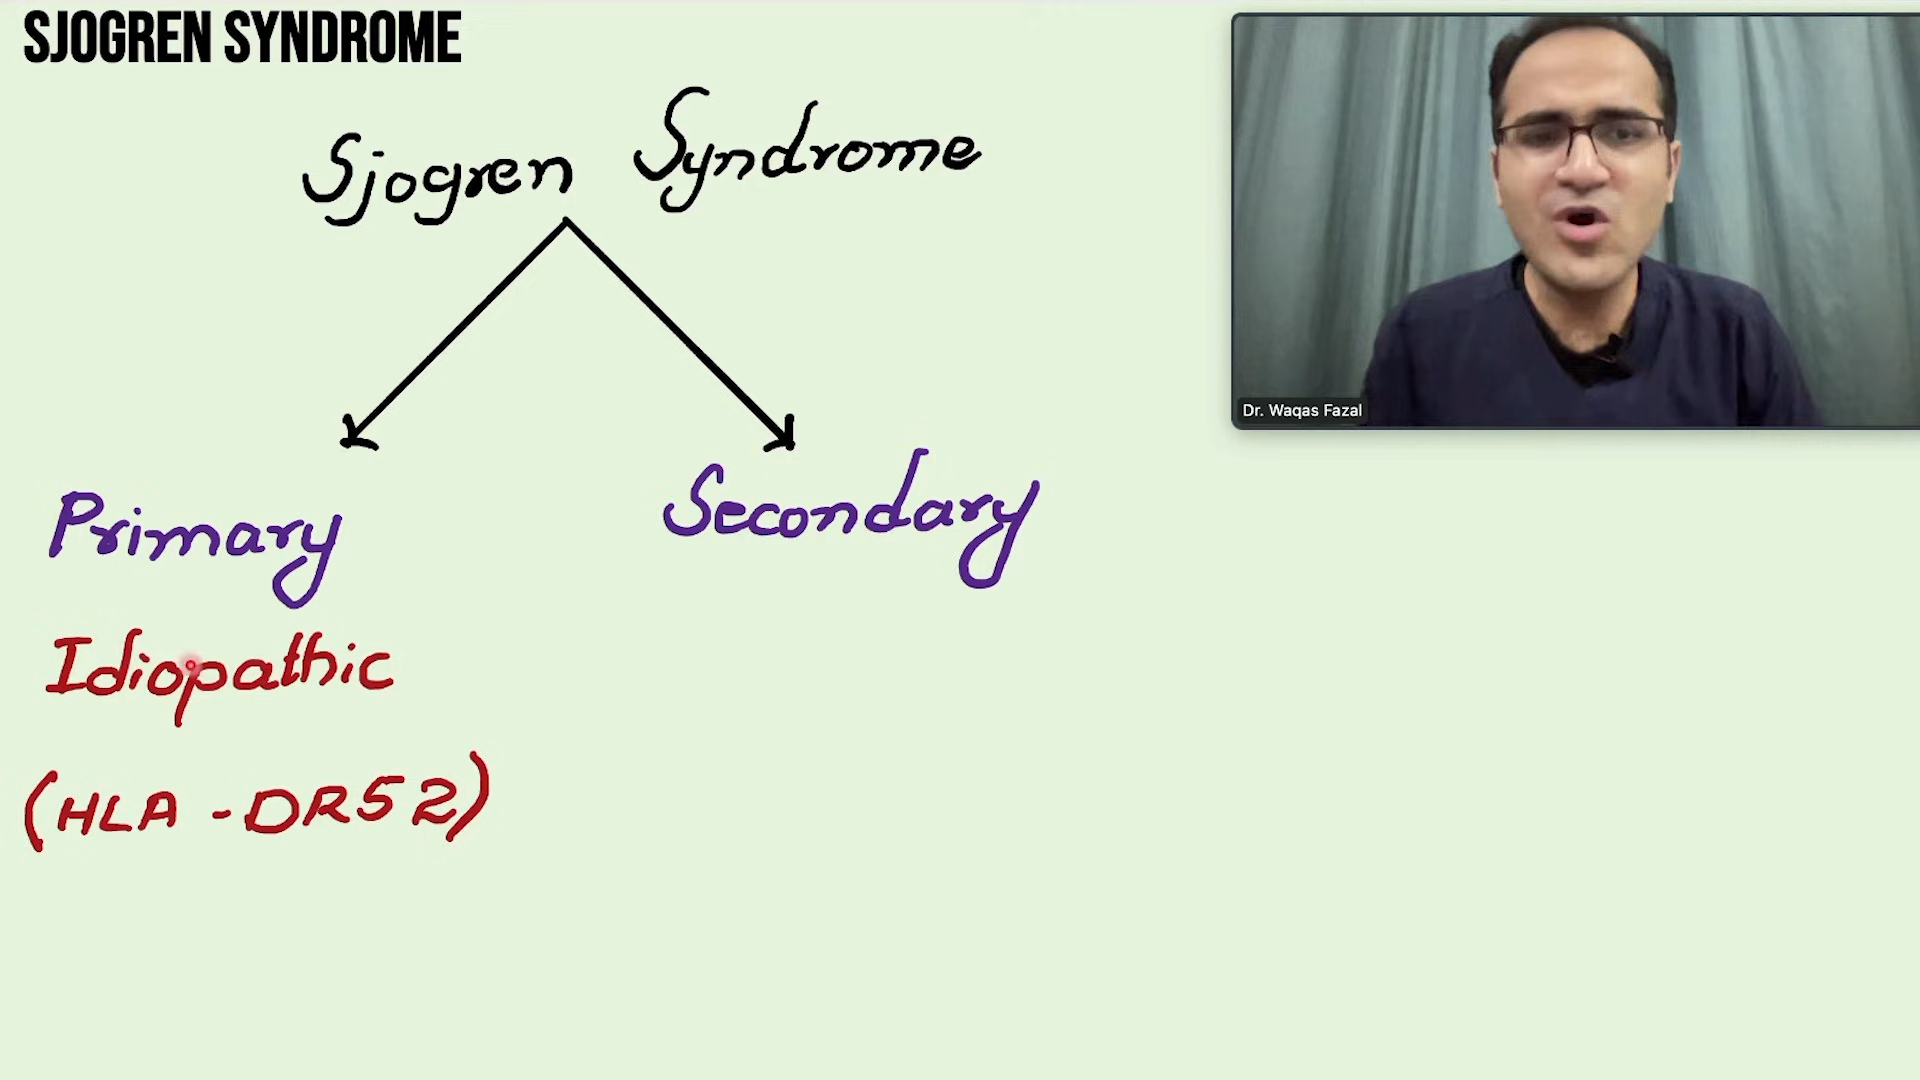 SJOGREN SYNDROME
Sjogren Syndrome
Primary
Secondary
Idiopathic
(HLA - DR52)
Dr. Waqas Fazal